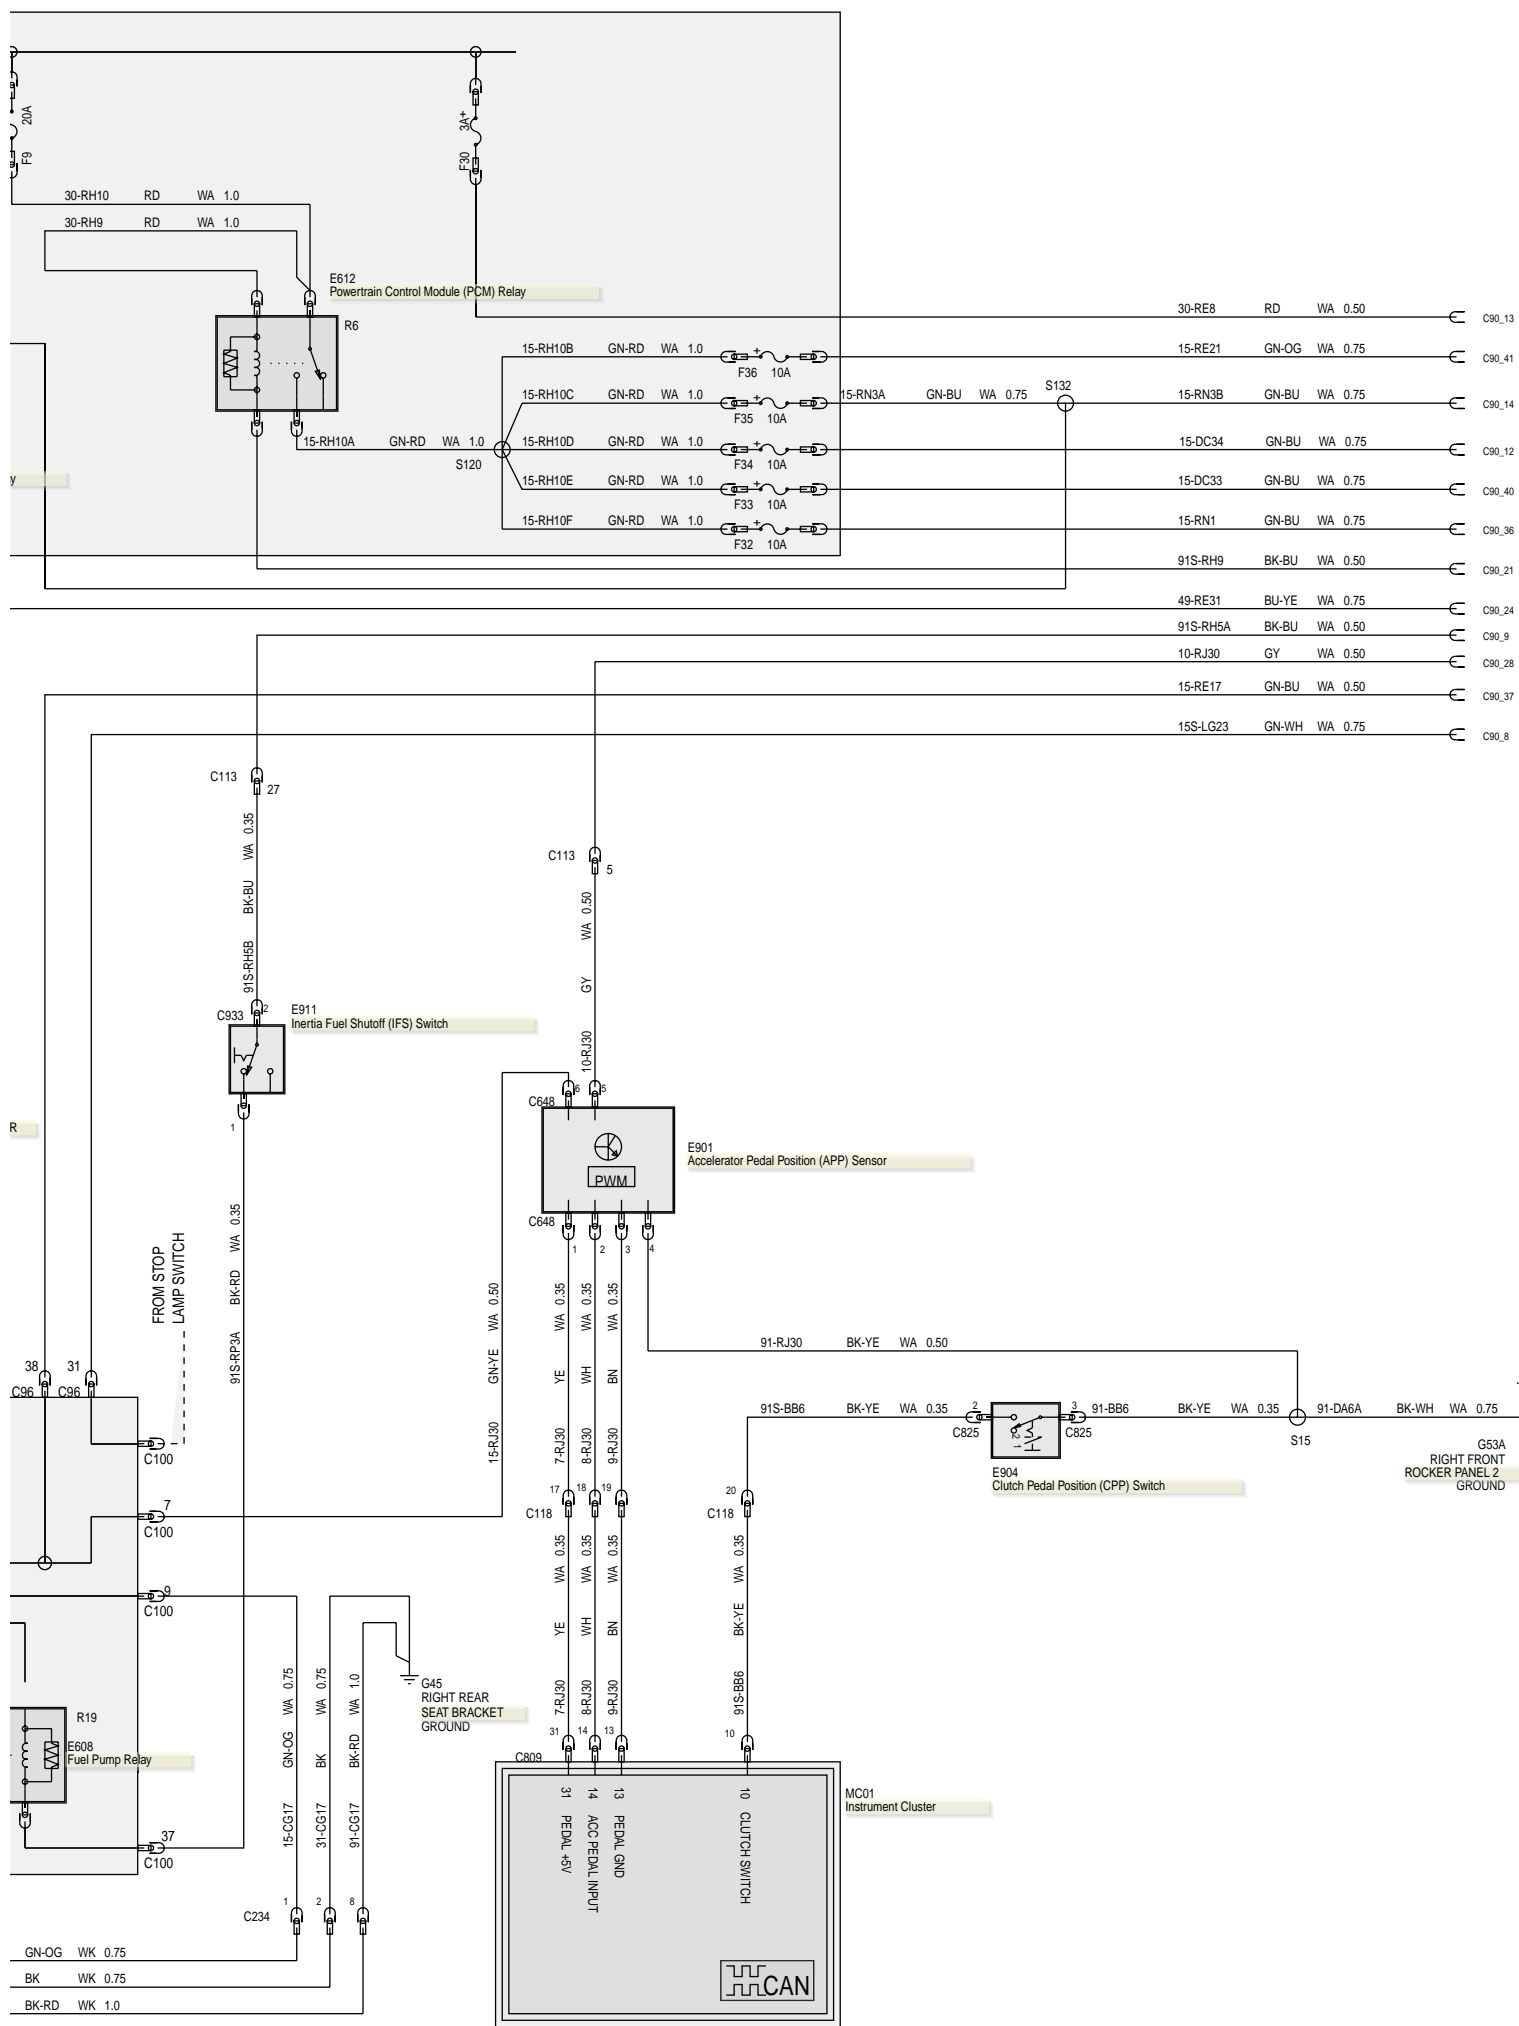 20A
F9
3A+
F30
30-RH10 RD WA 1.0
30-RH9 RD WA 1.0
E612
Powertrain Control Module (PCM) Relay
R6
30-RE8 RD WA 0.50 C90_13
15-RH10B GN-RD WA 1.0 + F36 10A 15-RE21 GN-OG WA 0.75 C90_41
15-RH10C GN-RD WA 1.0 + F35 10A 15-RN3A GN-BU WA 0.75 S132 15-RN3B GN-BU WA 0.75 C90_14
15-RH10A GN-RD WA 1.0 S120 15-RH10D GN-RD WA 1.0 + F34 10A 15-DC34 GN-BU WA 0.75 C90_12
y
15-RH10E GN-RD WA 1.0 + F33 10A 15-DC33 GN-BU WA 0.75 C90_40
15-RH10F GN-RD WA 1.0 + F32 10A 15-RN1 GN-BU WA 0.75 C90_36
91S-RH9 BK-BU WA 0.50 C90_21
49-RE31 BU-YE WA 0.75 C90_24
91S-RH5A BK-BU WA 0.50 C90_9
10-RJ30 GY WA 0.50 C90_28
15-RE17 GN-BU WA 0.50 C90_37
15S-LG23 GN-WH WA 0.75 C90_8
C113 27
91S-RH5B BK-BU WA 0.35
C113 5
10-RJ30 GY WA 0.50
C933 2
E911
Inertia Fuel Shutoff (IFS) Switch
1
R
C648 6 5
E901
Accelerator Pedal Position (APP) Sensor
PWM
C648 1 2 3 4
91S-RP3A BK-RD WA 0.35
FROM STOP
LAMP SWITCH
15-RJ30 GN-YE WA 0.50
7-RJ30 YE WA 0.35
8-RJ30 WH WA 0.35
9-RJ30 BN WA 0.35
91-RJ30 BK-YE WA 0.50
38 31
C96 C96
91S-BB6 BK-YE WA 0.35 2 C825 3 C825 91-BB6 BK-YE WA 0.35 S15 91-DA6A BK-WH WA 0.75
2 1
E904
Clutch Pedal Position (CPP) Switch
G53A
RIGHT FRONT
ROCKER PANEL 2
GROUND
C100
7
C100
9
C100
17 18 19
C118
20
C118
7-RJ30 YE WA 0.35
8-RJ30 WH WA 0.35
9-RJ30 BN WA 0.35
91S-BB6 BK-YE WA 0.35
15-CG17 GN-OG WA 0.75
31-CG17 BK WA 0.75
91-CG17 BK-RD WA 1.0
G45
RIGHT REAR
SEAT BRACKET
GROUND
R19
E608
Fuel Pump Relay
37
C100
31 14 13 10
C809
MC01
Instrument Cluster
31 PEDAL +5V
14 ACC PEDAL INPUT
13 PEDAL GND
10 CLUTCH SWITCH
CAN
C234 1 2 8
GN-OG WK 0.75
BK WK 0.75
BK-RD WK 1.0